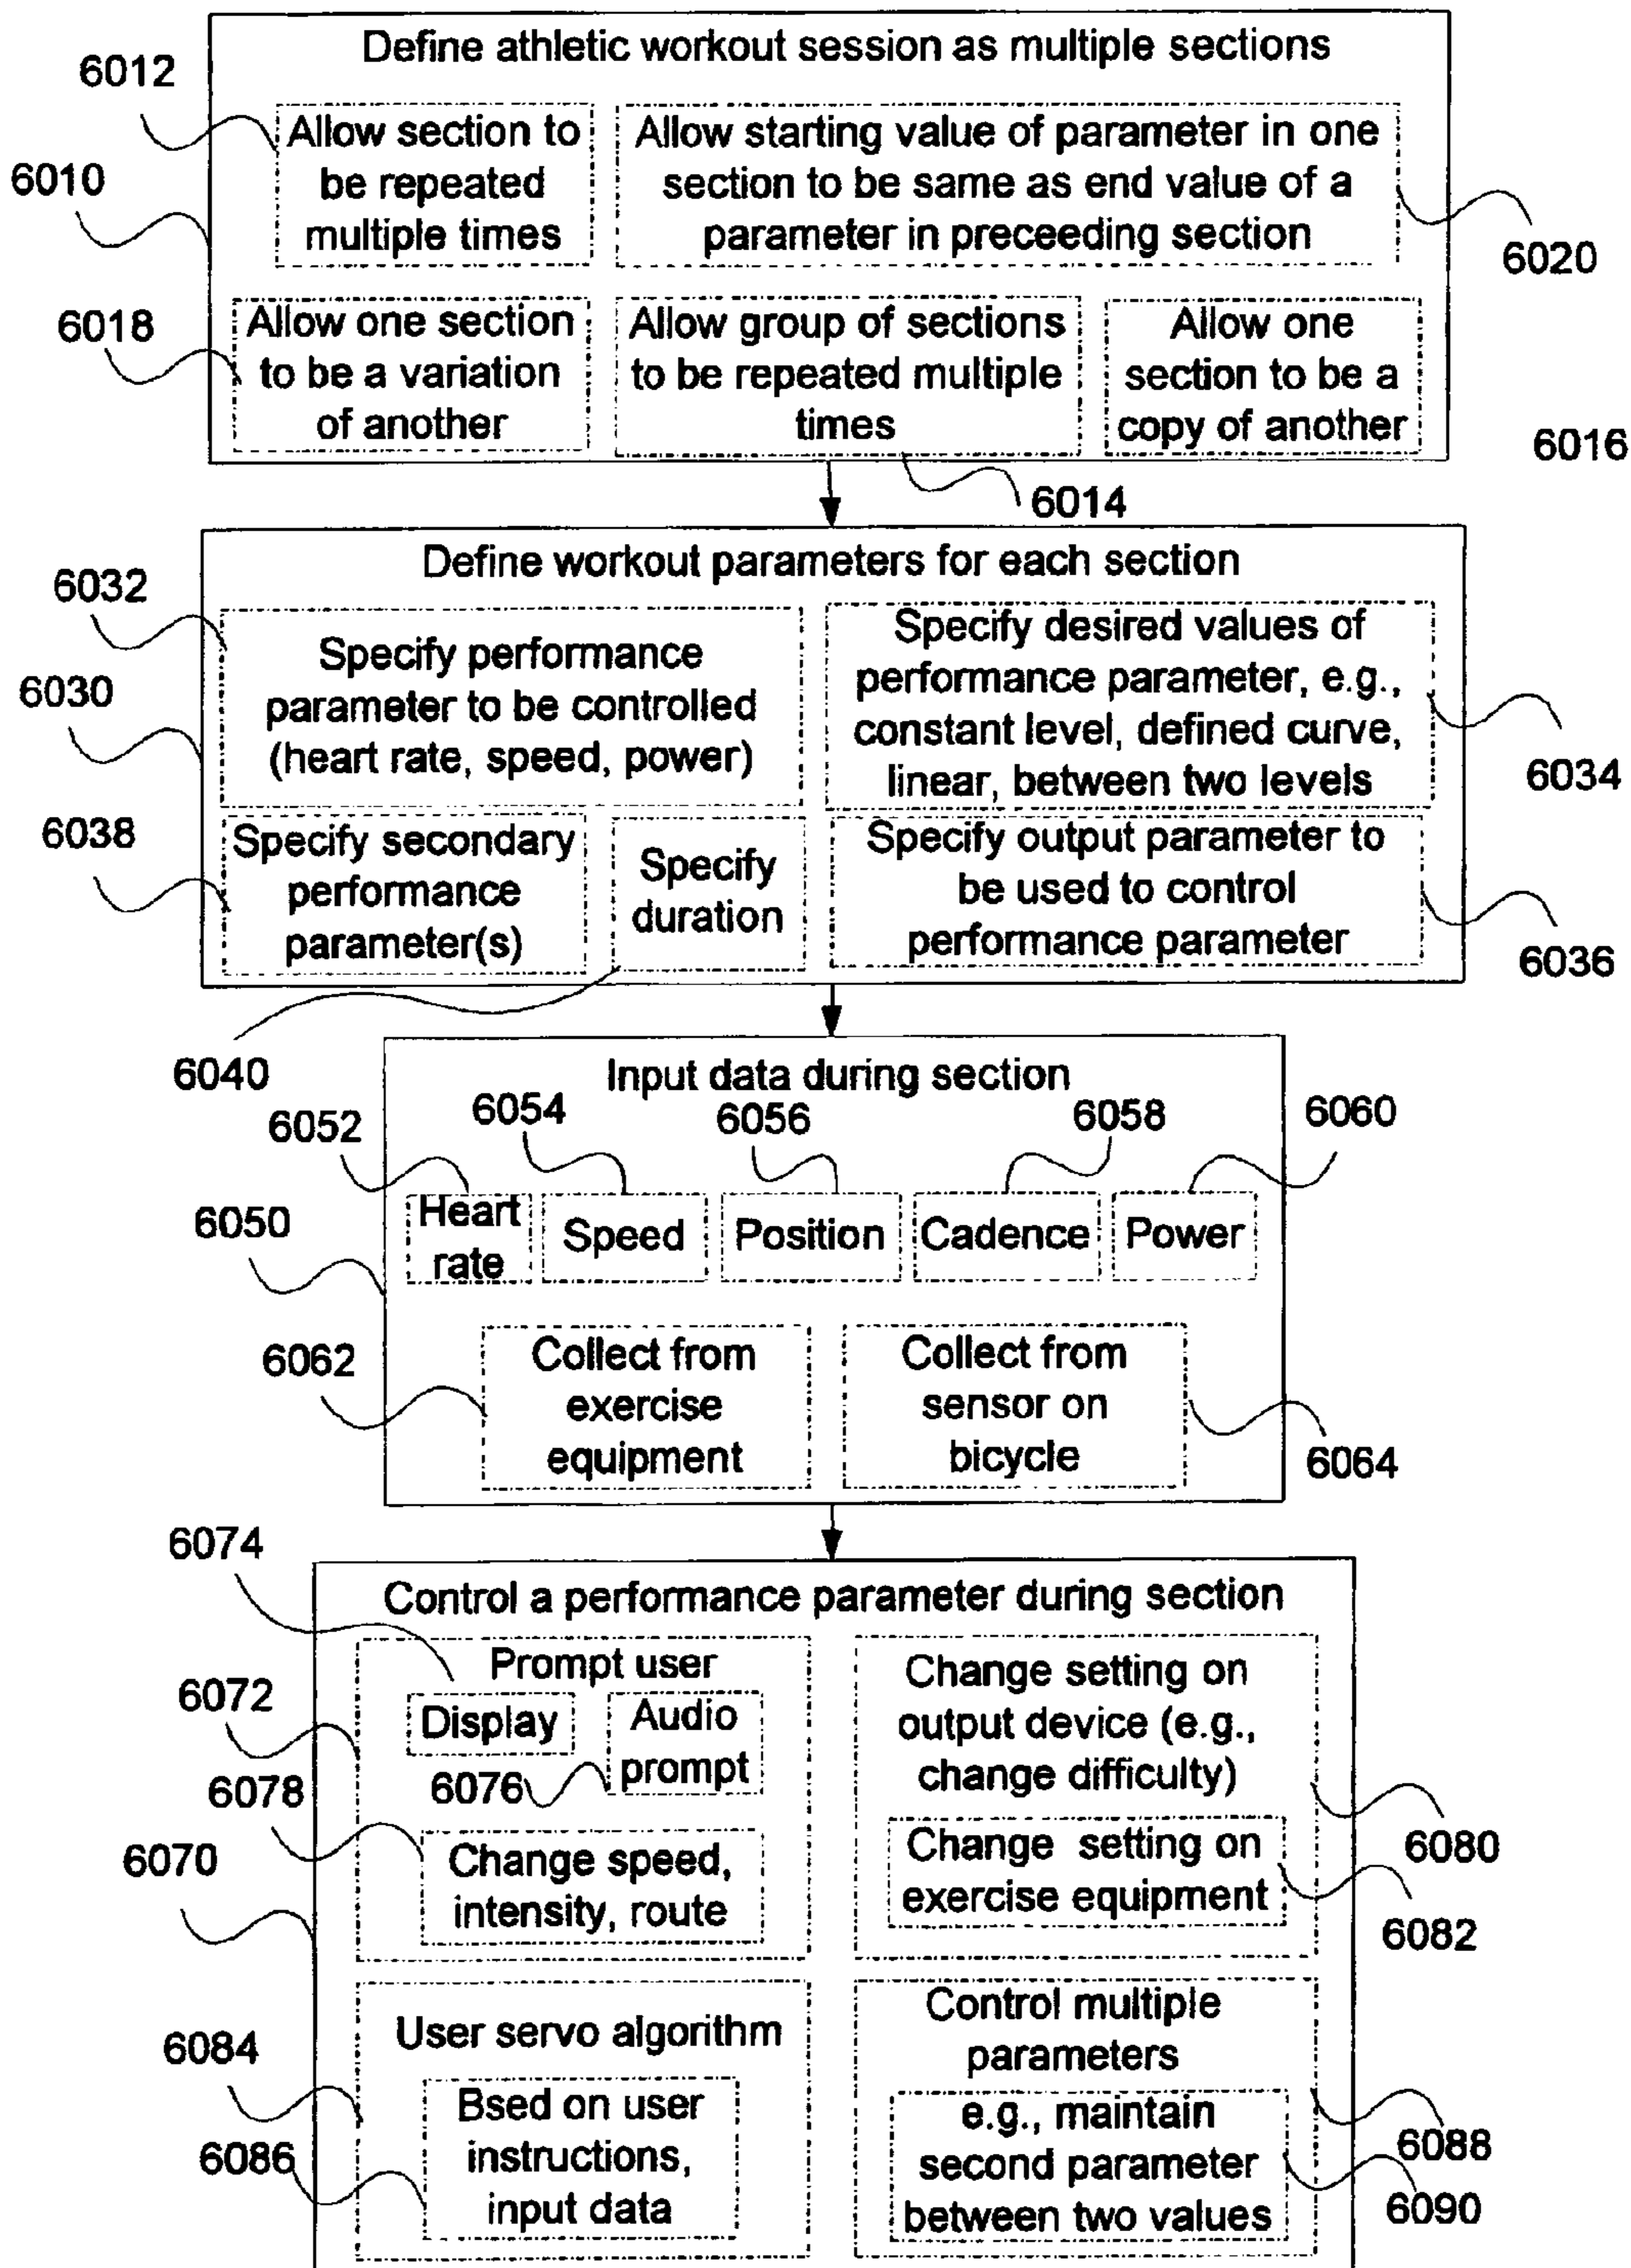 Define athletic workout session as multiple sections
6012
6010
Allow section to
be repeated
multiple times
Allow starting value of parameter in one
section to be same as end value of a
parameter in preceeding section
6020
6018
Allow one section
to be a variation
of another
Allow group of sections
to be repeated multiple
times
Allow one
section to be a
copy of another
6016
6014
Define workout parameters for each section
6032
6030
Specify performance
parameter to be controlled
(heart rate, speed, power)
Specify desired values of
performance parameter, e.g.,
constant level, defined curve,
linear, between two levels
6034
6038
Specify secondary
performance
parameter(s)
Specify
duration
Specify output parameter to
be used to control
performance parameter
6036
6040
Input data during section
6052
6054
6056
6058
6060
6050
Heart
rate
Speed
Position
Cadence
Power
6062
Collect from
exercise
equipment
Collect from
sensor on
bicycle
6064
6074
Control a performance parameter during section
6072
Prompt user
Display
Audio
prompt
6076
6078
6070
Change speed,
intensity, route
Change setting on
output device (e.g.,
change difficulty)
6080
Change setting on
exercise equipment
6082
6084
User servo algorithm
6086
Bsed on user
instructions,
input data
Control multiple
parameters
6088
e.g., maintain
second parameter
between two values
6090